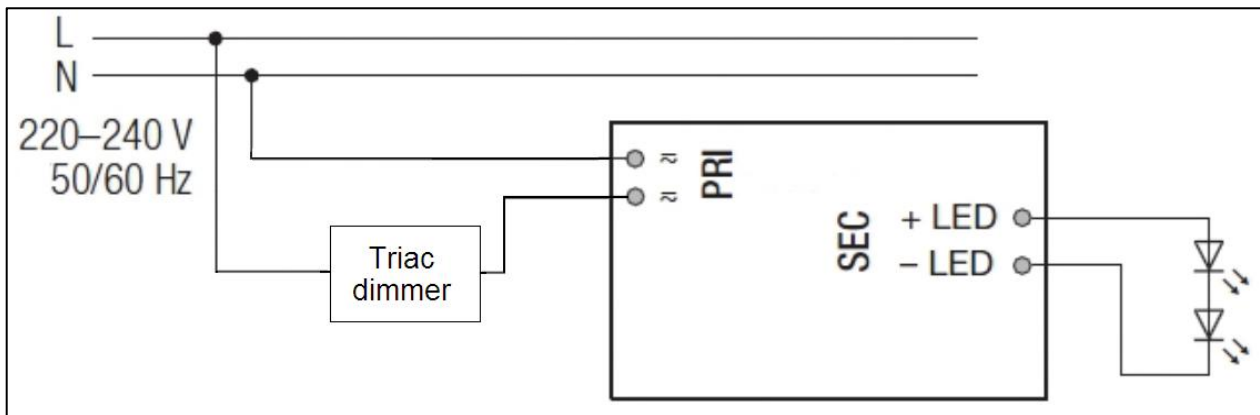 L
N
220–240 V
50/60 Hz
≈
≈
PRI
Triac
dimmer
SEC
+ LED
– LED